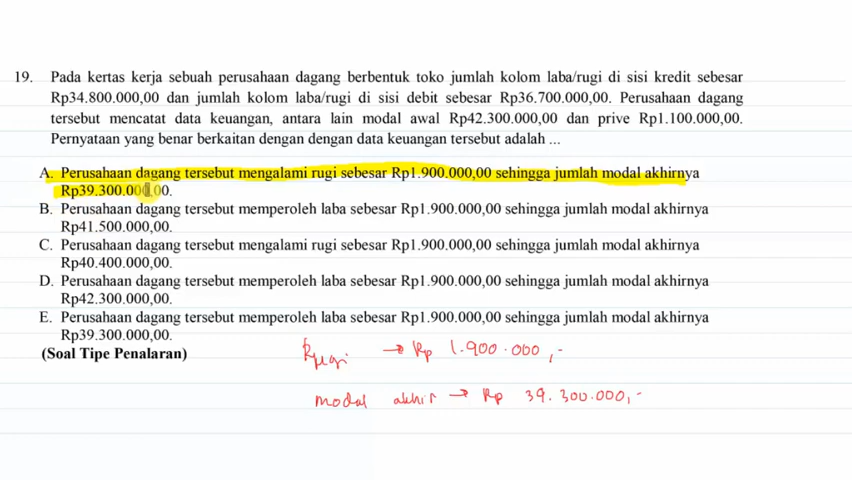 19. Pada kertas kerja sebuah perusahaan dagang berbentuk toko jumlah kolom laba/rugi di sisi kredit sebesar
Rp34.800.000,00 dan jumlah kolom laba/rugi di sisi debit sebesar Rp36.700.000,00. Perusahaan dagang
tersebut mencatat data keuangan, antara lain modal awal Rp42.300.000,00 dan prive Rp1.100.000,00.
Pernyataan yang benar berkaitan dengan dengan data keuangan tersebut adalah ...
A. Perusahaan dagang tersebut mengalami rugi sebesar Rp1.900.000,00 sehingga jumlah modal akhirnya
Rp39.300.000,00.
B. Perusahaan dagang tersebut memperoleh laba sebesar Rp1.900.000,00 sehingga jumlah modal akhirnya
Rp41.500.000,00.
C. Perusahaan dagang tersebut mengalami rugi sebesar Rp1.900.000,00 sehingga jumlah modal akhirnya
Rp40.400.000,00.
D. Perusahaan dagang tersebut memperoleh laba sebesar Rp1.900.000,00 sehingga jumlah modal akhirnya
Rp42.300.000,00.
E. Perusahaan dagang tersebut memperoleh laba sebesar Rp1.900.000,00 sehingga jumlah modal akhirnya
Rp39.300.000,00.
(Soal Tipe Penalaran)
Rugi → Rp 1.900.000,-
modal akhir → Rp 39.300.000,-